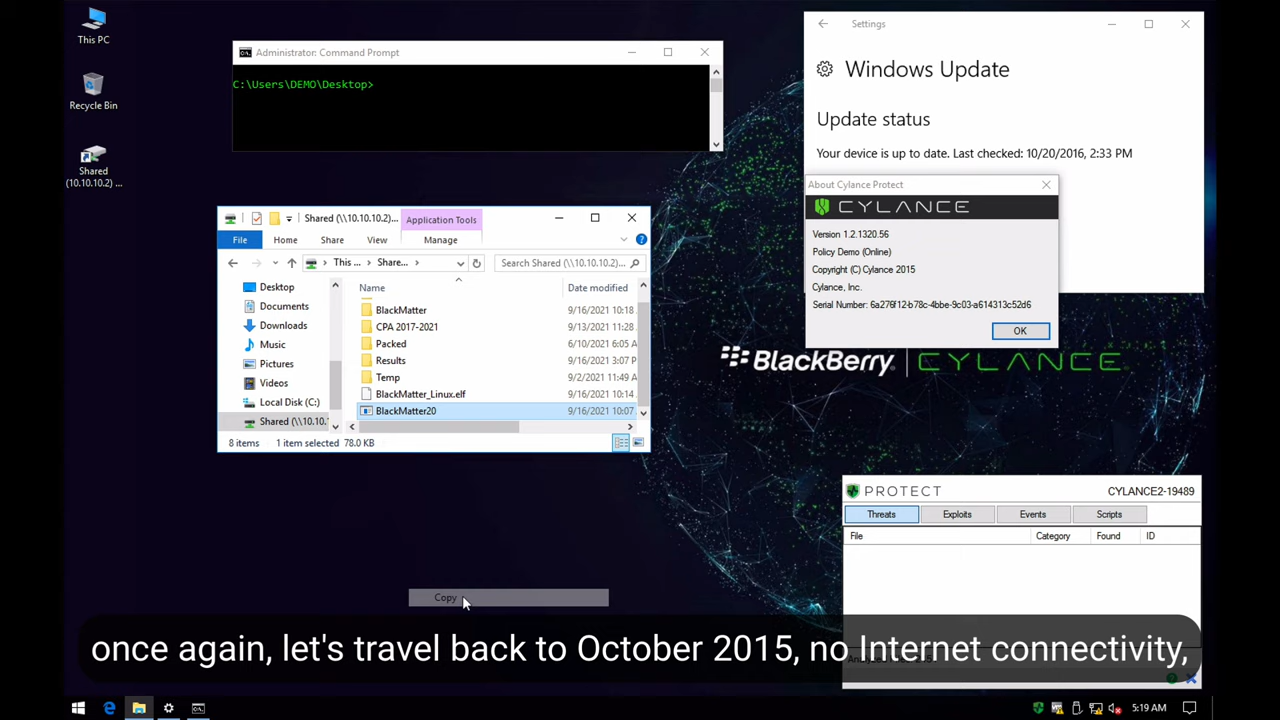 This PC
Recycle Bin
Shared
(10.10.10.2) ...
Administrator: Command Prompt
C:\Users\DEMO\Desktop>
Settings
Windows Update
Update status
Your device is up to date. Last checked: 10/20/2016, 2:33 PM
About Cylance Protect
CYLANCE
Version 1.2.1320.56
Policy Demo (Online)
Copyright (C) Cylance 2015
Cylance, Inc.
Serial Number: 6a276f12-b78c-4bbe-9c03-a614313c52d6
OK
Shared (\\10.10.10.2)...
Application Tools
File
Home
Share
View
Manage
This ...
Share...
Search Shared (\\10.10.10.2)...
Desktop
Documents
Downloads
Music
Pictures
Videos
Local Disk (C:)
Shared (\\10.10.1
Name
Date modified
BlackMatter
9/16/2021 10:18
CPA 2017-2021
9/13/2021 11:28
Packed
6/10/2021 6:05 A
Results
9/16/2021 3:07 P
Temp
9/2/2021 11:49 A
BlackMatter_Linux.elf
9/16/2021 10:14
BlackMatter20
9/16/2021 10:07
8 items
1 item selected 78.0 KB
BlackBerry
CYLANCE
PROTECT
CYLANCE2-19489
Threats
Exploits
Events
Scripts
File
Category
Found
ID
Copy
once again, let's travel back to October 2015, no Internet connectivity,
5:19 AM